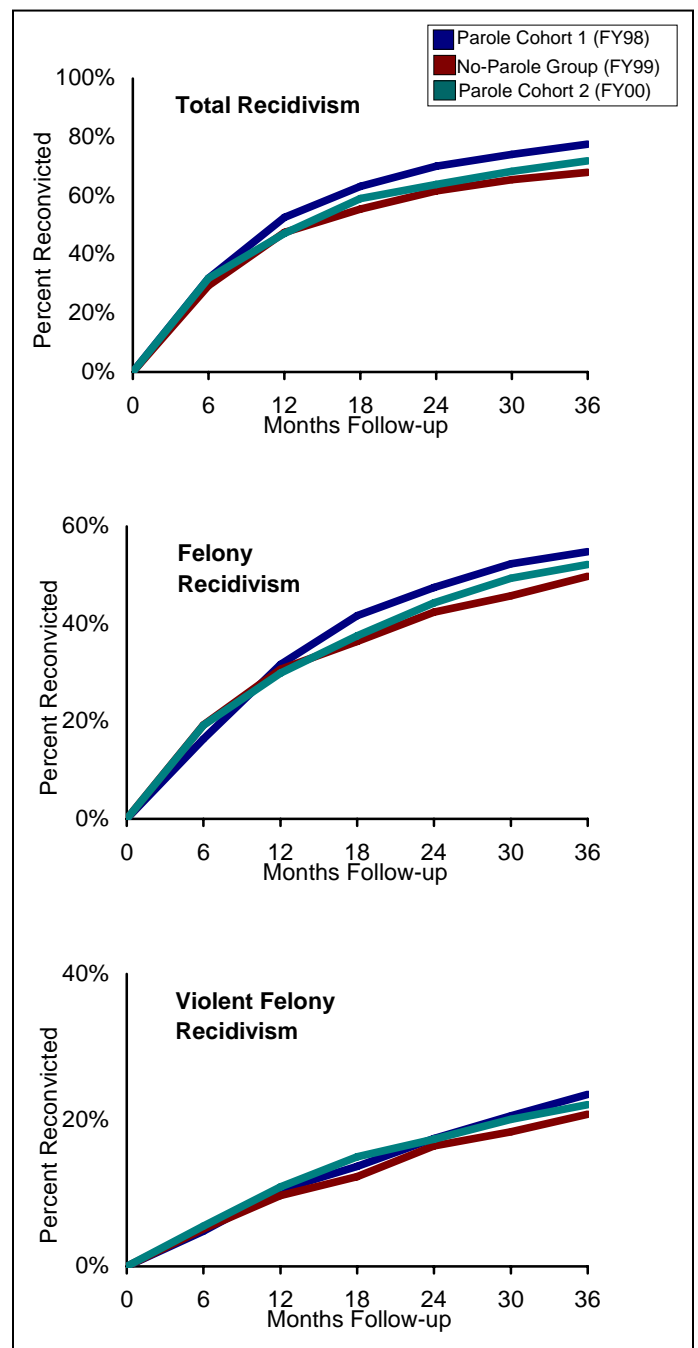 Parole Cohort 1 (FY98)
No-Parole Group (FY99)
Parole Cohort 2 (FY00)
Total Recidivism
Percent Reconvicted
100%
80%
60%
40%
20%
0%
0 6 12 18 24 30 36
Months Follow-up
Felony
Recidivism
Percent Reconvicted
60%
40%
20%
0%
0 6 12 18 24 30 36
Months Follow-up
Violent Felony
Recidivism
Percent Reconvicted
40%
20%
0%
0 6 12 18 24 30 36
Months Follow-up